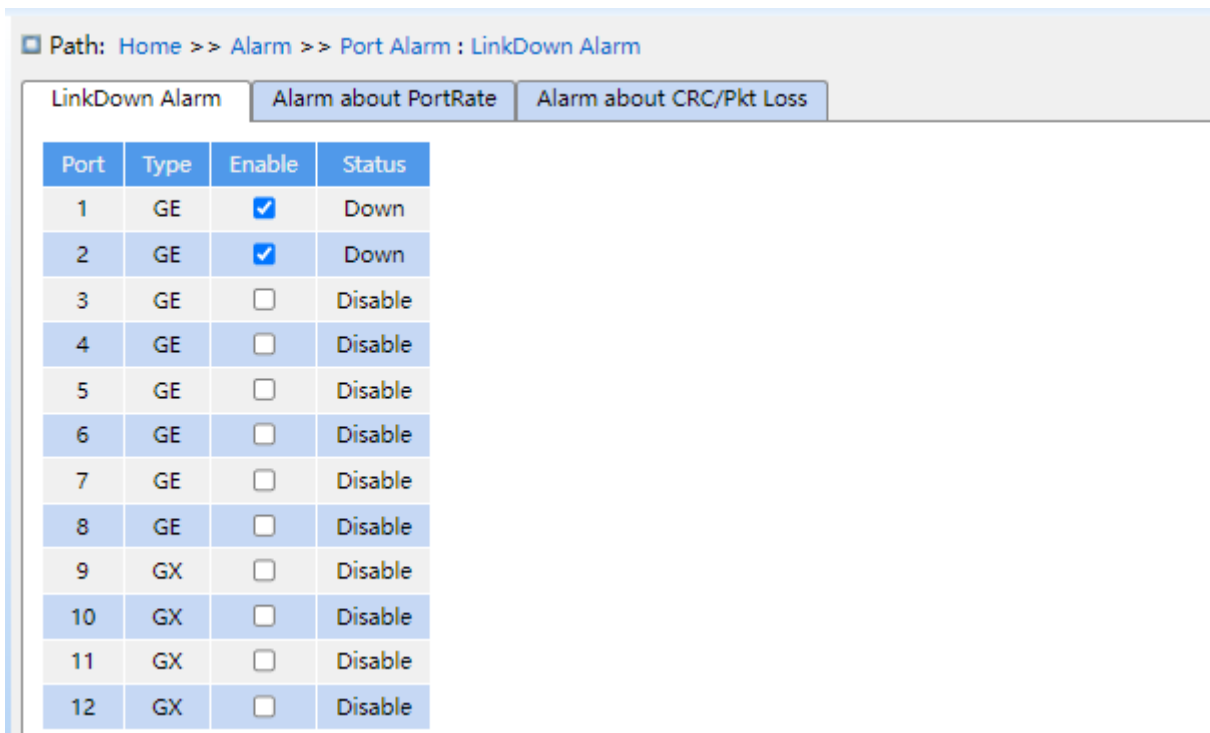 Path: Home >> Alarm >> Port Alarm : LinkDown Alarm
LinkDown Alarm Alarm about PortRate Alarm about CRC/Pkt Loss
Port Type Enable Status
1 GE Down
2 GE Down
3 GE Disable
4 GE Disable
5 GE Disable
6 GE Disable
7 GE Disable
8 GE Disable
9 GX Disable
10 GX Disable
11 GX Disable
12 GX Disable